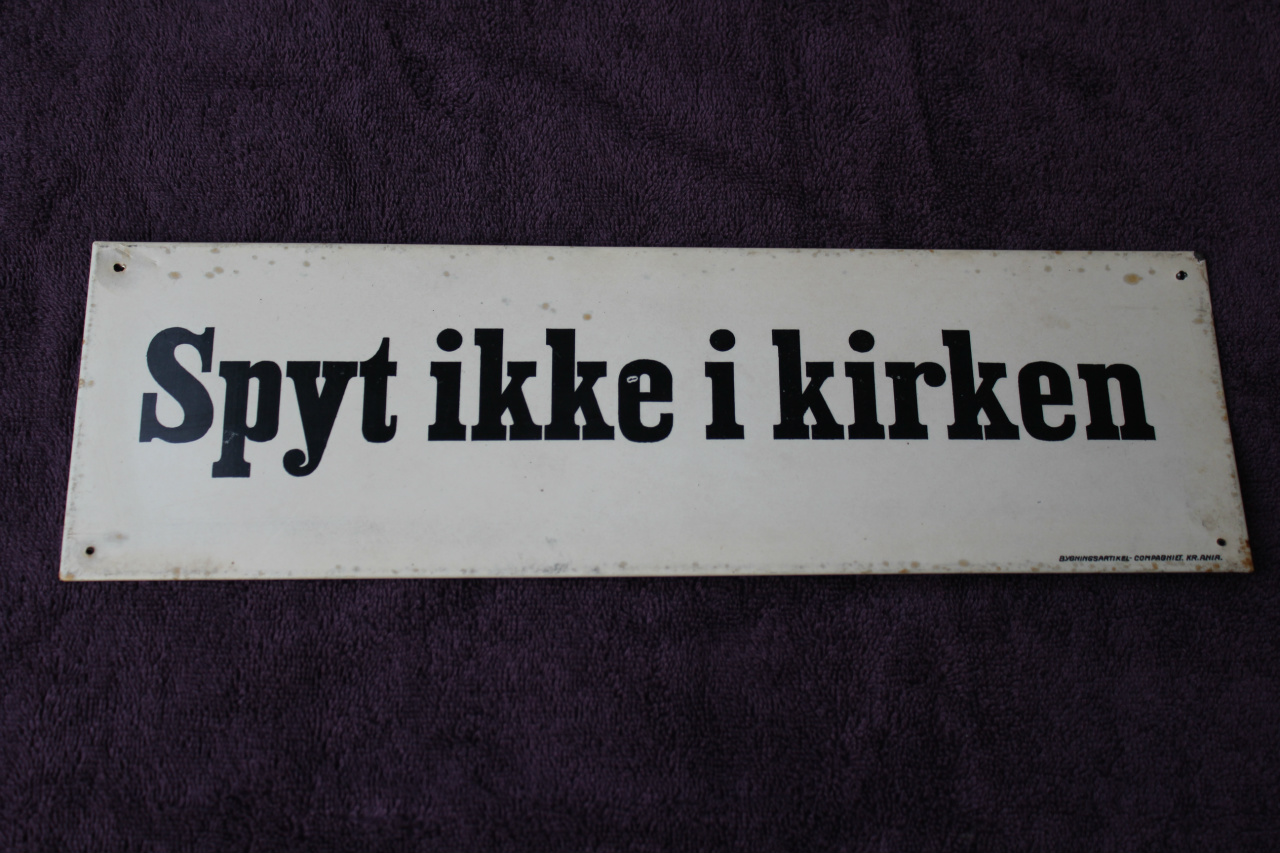 Spyt ikke i kirken
BYGNINGSARTIKEL-COMPAGNIET, KR.ANIA.